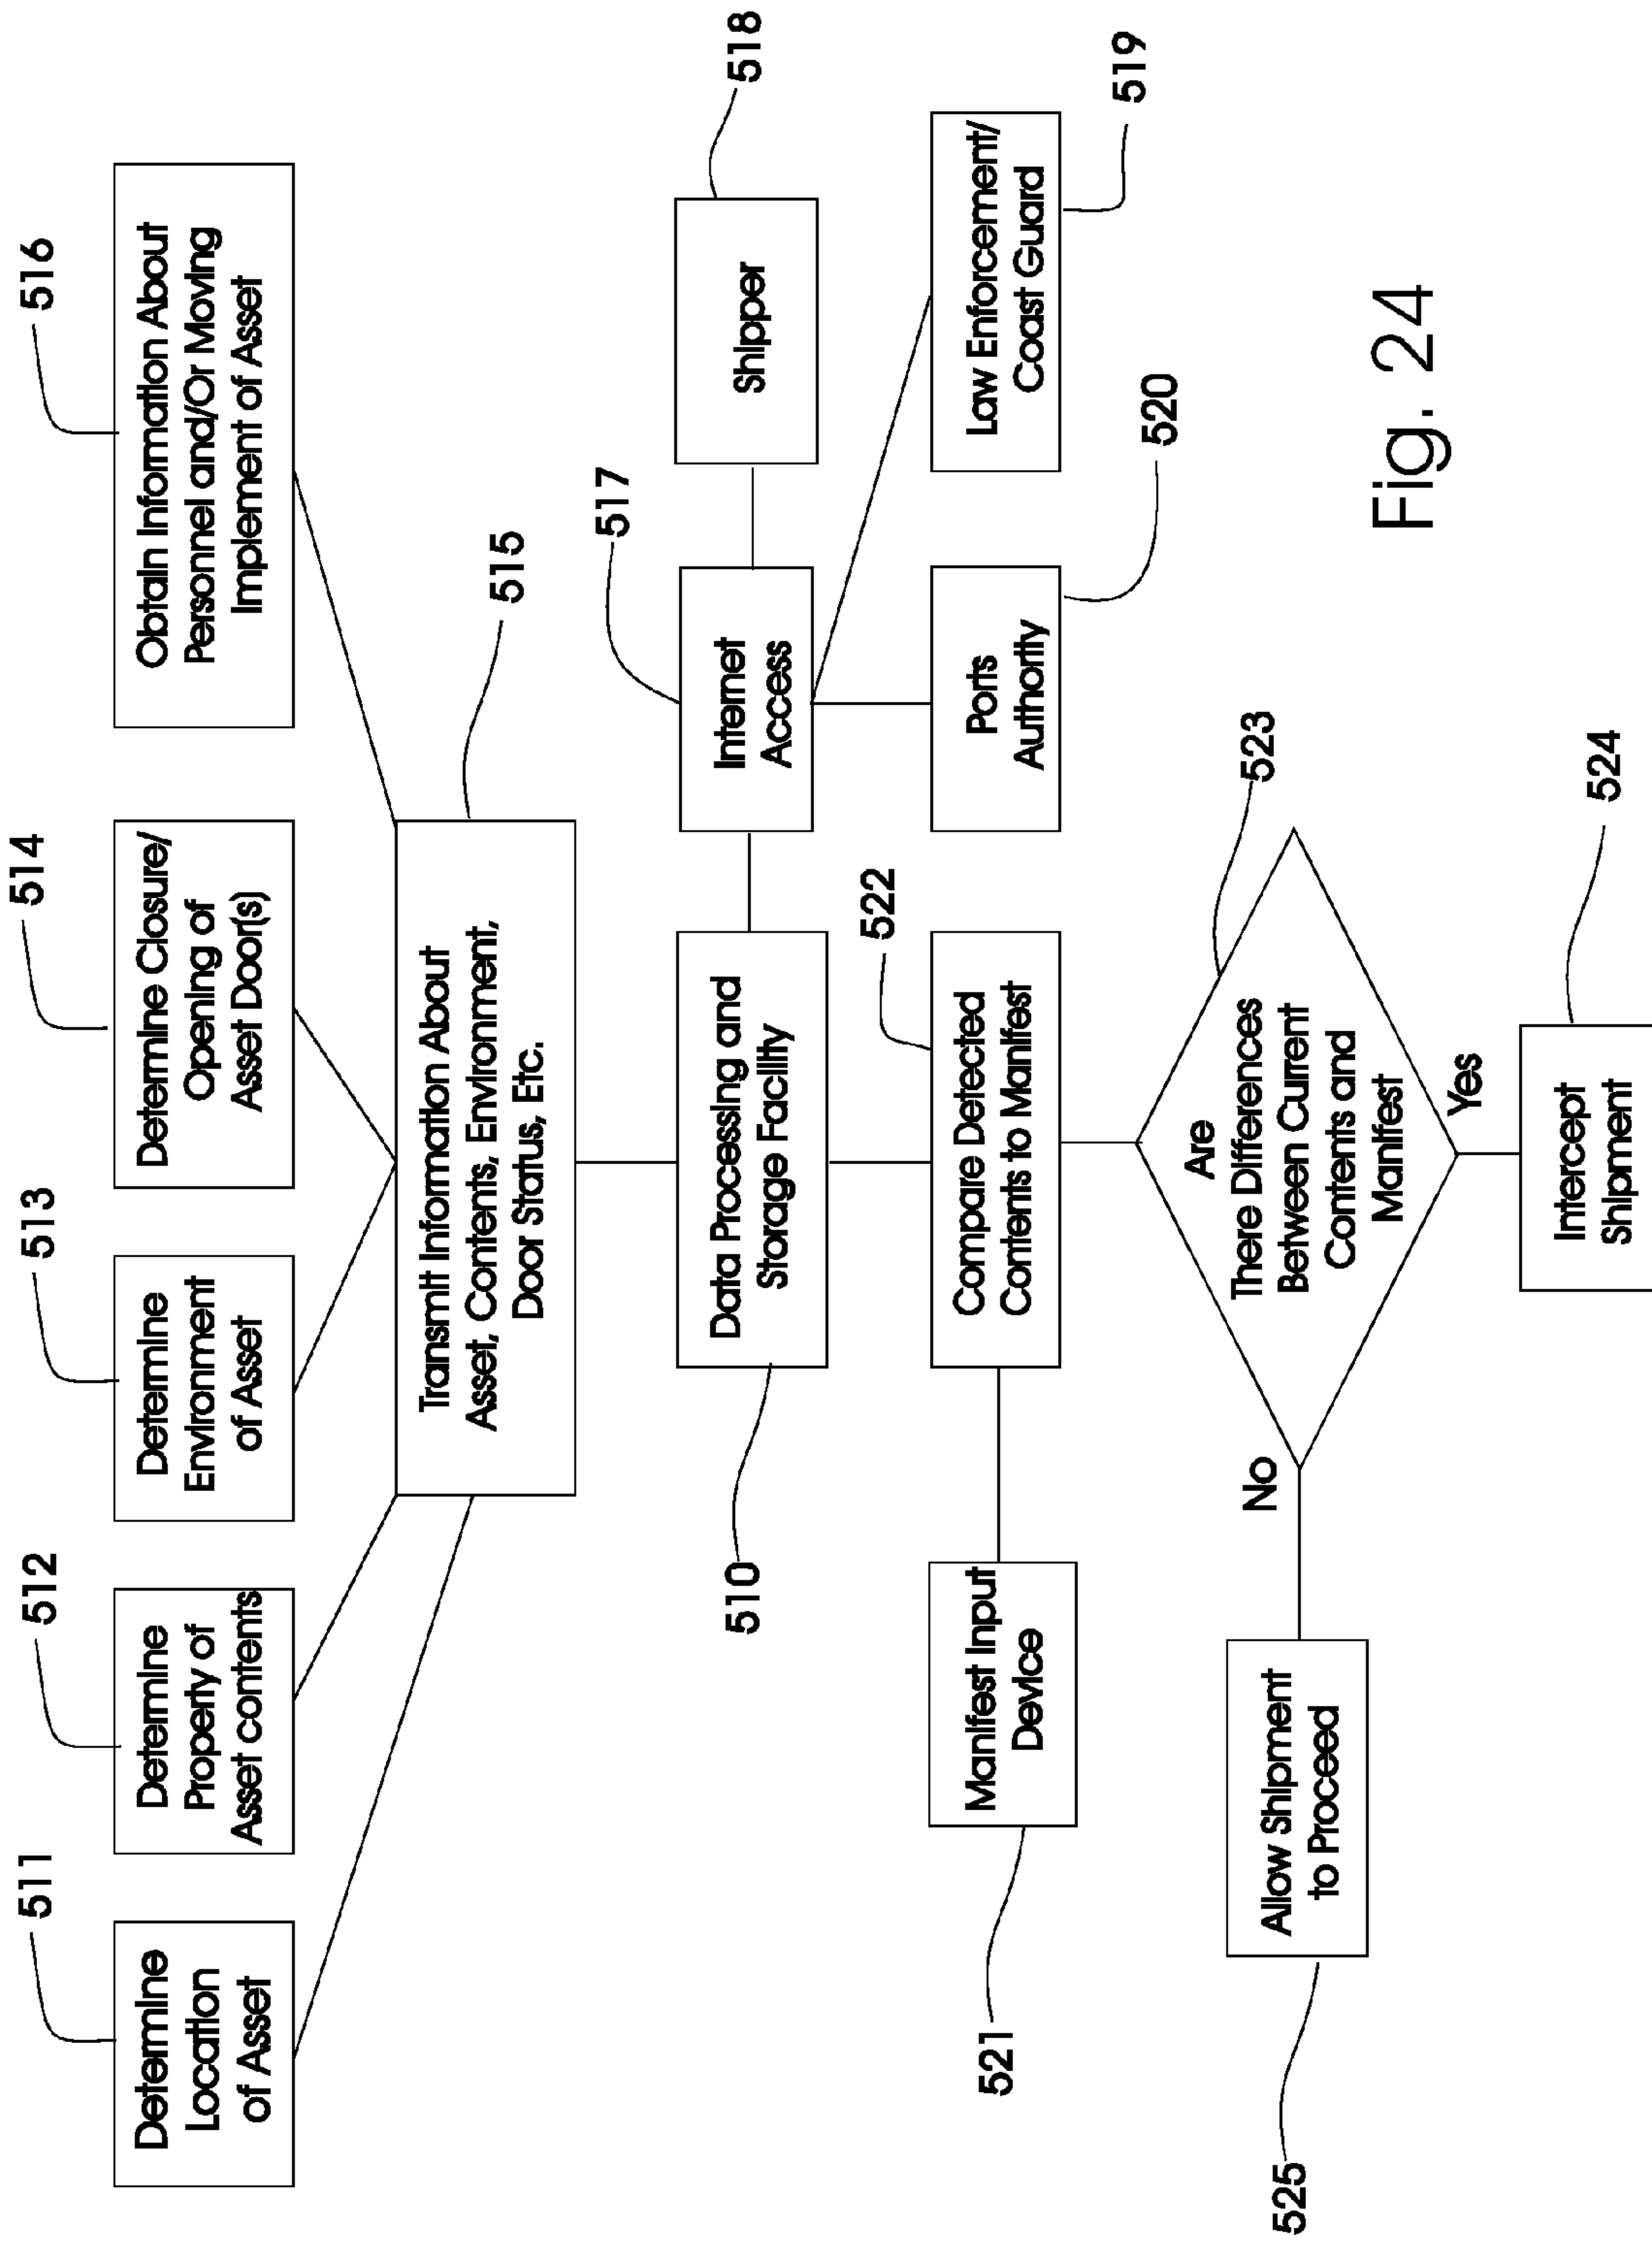 511
512
513
514
516
Determine
Location
of Asset
Determine
Property of
Asset contents
Determine
Environment
of Asset
Determine Closure/
Opening of
Asset Door(s)
Obtain Information About
Personnel and/Or Moving
Implement of Asset
515
Transmit Information About
Asset, Contents, Environment,
Door Status, Etc.
517
518
510
Data Processing and
Storage Facility
Internet
Access
Shipper
522
521
Manifest Input
Device
Compare Detected
Contents to Manifest
Ports
Authority
Law Enforcement/
Coast Guard
520
519
523
Are
There Differences
Between Current
Contents and
Manifest
No
Yes
525
Allow Shipment
to Proceed
524
Intercept
Shipment
Fig. 24